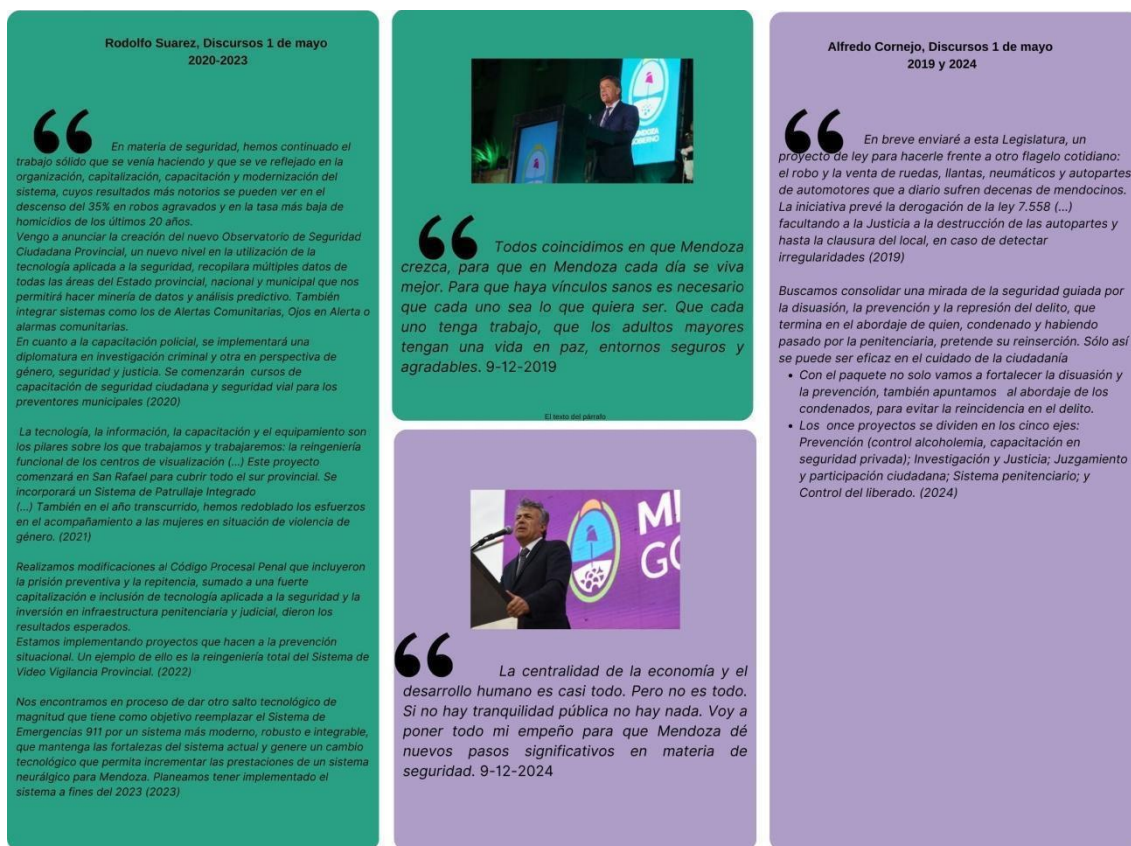 Rodolfo Suarez, Discursos 1 de mayo
2020-2023
“ En materia de seguridad, hemos continuado el
trabajo sólido que se venía haciendo y que se ve reflejado en la
organización, capitalización, capacitación y modernización del
sistema, cuyos resultados más notorios se pueden ver en el
descenso del 35% en robos agravados y en la tasa más baja de
homicidios de los últimos 20 años.
Vengo a anunciar la creación del nuevo Observatorio de Seguridad
Ciudadana Provincial, un nuevo nivel en la utilización de la
tecnología aplicada a la seguridad, recopilara múltiples datos de
todas las áreas del Estado provincial, nacional y municipal que nos
permitirá hacer minería de datos y análisis predictivo. También
integrar sistemas como los de Alertas Comunitarias, Ojos en Alerta o
alarmas comunitarias.
En cuanto a la capacitación policial, se implementará una
diplomatura en investigación criminal y otra en perspectiva de
género, seguridad y justicia. Se comenzarán cursos de
capacitación de seguridad ciudadana y seguridad vial para los
preventores municipales (2020)
La tecnología, la información, la capacitación y el equipamiento son
los pilares sobre los que trabajamos y trabajaremos: la reingeniería
funcional de los centros de visualización (...) Este proyecto
comenzará en San Rafael para cubrir todo el sur provincial. Se
incorporará un Sistema de Patrullaje Integrado
(...) También en el año transcurrido, hemos redoblado los esfuerzos
en el acompañamiento a las mujeres en situación de violencia de
género. (2021)
Realizamos modificaciones al Código Procesal Penal que incluyeron
la prisión preventiva y la repitencia, sumado a una fuerte
capitalización e inclusión de tecnología aplicada a la seguridad y la
inversión en infraestructura penitenciaria y judicial, dieron los
resultados esperados.
Estamos implementando proyectos que hacen a la prevención
situacional. Un ejemplo de ello es la reingeniería total del Sistema de
Video Vigilancia Provincial. (2022)
Nos encontramos en proceso de dar otro salto tecnológico de
magnitud que tiene como objetivo reemplazar el Sistema de
Emergencias 911 por un sistema más moderno, robusto e integrable,
que mantenga las fortalezas del sistema actual y genere un cambio
tecnológico que permita incrementar las prestaciones de un sistema
neurálgico para Mendoza. Planeamos tener implementado el
sistema a fines del 2023 (2023)
MENDOZA
GOBIERNO
“ Todos coincidimos en que Mendoza
crezca, para que en Mendoza cada día se viva
mejor. Para que haya vínculos sanos es necesario
que cada uno sea lo que quiera ser. Que cada
uno tenga trabajo, que los adultos mayores
tengan una vida en paz, entornos seguros y
agradables. 9-12-2019
El texto del párrafo
“ La centralidad de la economía y el
desarrollo humano es casi todo. Pero no es todo.
Si no hay tranquilidad pública no hay nada. Voy a
poner todo mi empeño para que Mendoza dé
nuevos pasos significativos en materia de
seguridad. 9-12-2024
Alfredo Cornejo, Discursos 1 de mayo
2019 y 2024
“ En breve enviaré a esta Legislatura, un
proyecto de ley para hacerle frente a otro flagelo cotidiano:
el robo y la venta de ruedas, llantas, neumáticos y autopartes
de automotores que a diario sufren decenas de mendocinos.
La iniciativa prevé la derogación de la ley 7.558 (...)
facultando a la Justicia a la destrucción de las autopartes y
hasta la clausura del local, en caso de detectar
irregularidades (2019)
Buscamos consolidar una mirada de la seguridad guiada por
la disuasión, la prevención y la represión del delito, que
termina en el abordaje de quien, condenado y habiendo
pasado por la penitenciaria, pretende su reinserción. Sólo así
se puede ser eficaz en el cuidado de la ciudadanía
• Con el paquete no solo vamos a fortalecer la disuasión y
la prevención, también apuntamos al abordaje de los
condenados, para evitar la reincidencia en el delito.
• Los once proyectos se dividen en los cinco ejes:
Prevención (control alcoholemia, capacitación en
seguridad privada); Investigación y Justicia; Juzgamiento
y participación ciudadana; Sistema penitenciario; y
Control del liberado. (2024)